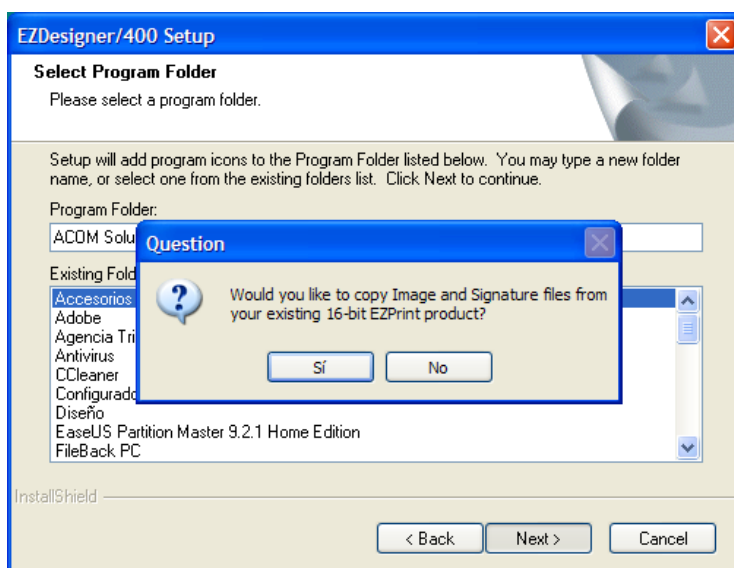 EZDesigner/400 Setup
Select Program Folder
Please select a program folder.
Setup will add program icons to the Program Folder listed below. You may type a new folder
name, or select one from the existing folders list. Click Next to continue.
Program Folder:
ACOM Solu
Question
Would you like to copy Image and Signature files from
your existing 16-bit EZPrint product?
Sí
No
Existing Fold
Accesorios
Adobe
Agencia Tri
Antivirus
CCleaner
Configurado
Diseño
EaseUS Partition Master 9.2.1 Home Edition
FileBack PC
InstallShield
< Back
Next >
Cancel